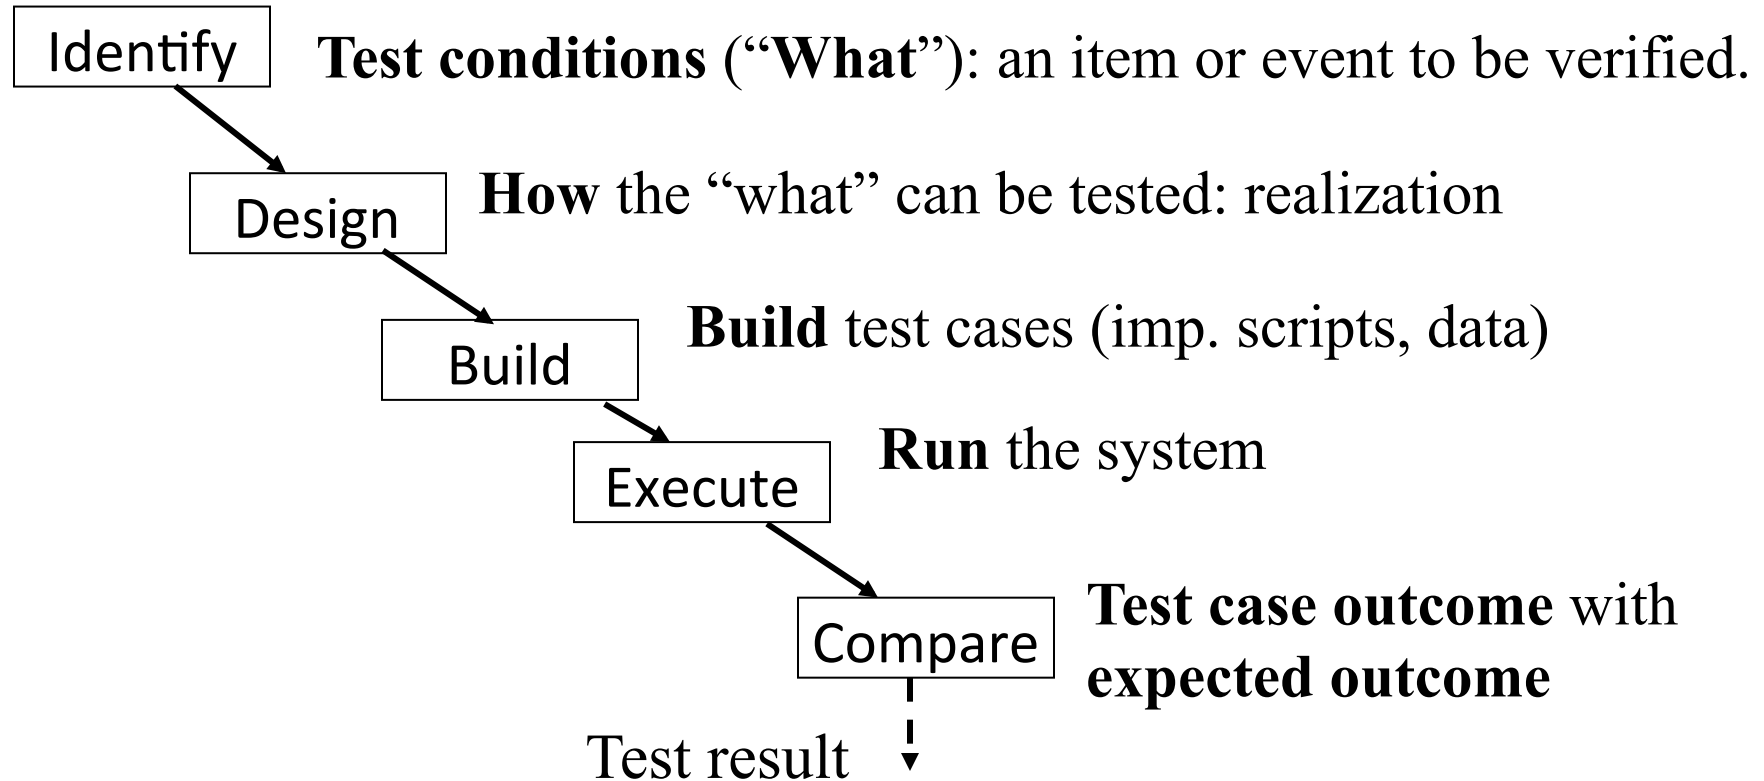 Identify
Test conditions (“What”): an item or event to be verified.
Design
How the “what” can be tested: realization
Build
Build test cases (imp. scripts, data)
Execute
Run the system
Compare
Test case outcome with
expected outcome
Test result